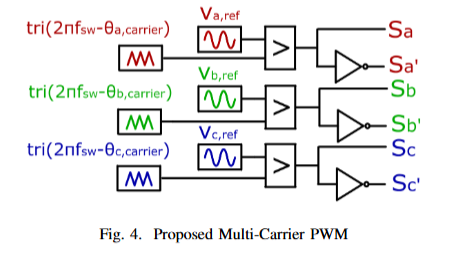 Va,ref
tri(2πfsw-θa,carrier)
>
Sa
Sa'
Vb,ref
tri(2πfsw-θb,carrier)
>
Sb
Sb'
Vc,ref
tri(2πfsw-θc,carrier)
>
Sc
Sc'
Fig. 4. Proposed Multi-Carrier PWM